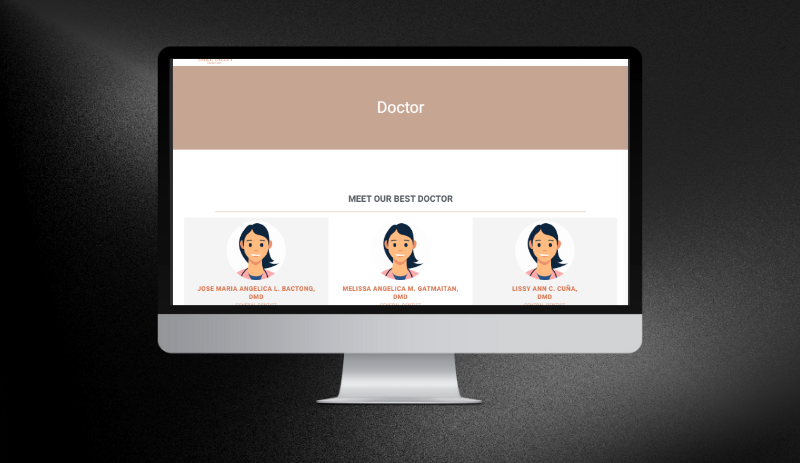 Doctor
MEET OUR BEST DOCTOR
JOSE MARIA ANGELICA L. BACTONG,
DMD
MELISSA ANGELICA M. GATMAITAN,
DMD
LISSY ANN C. CUÑA,
DMD